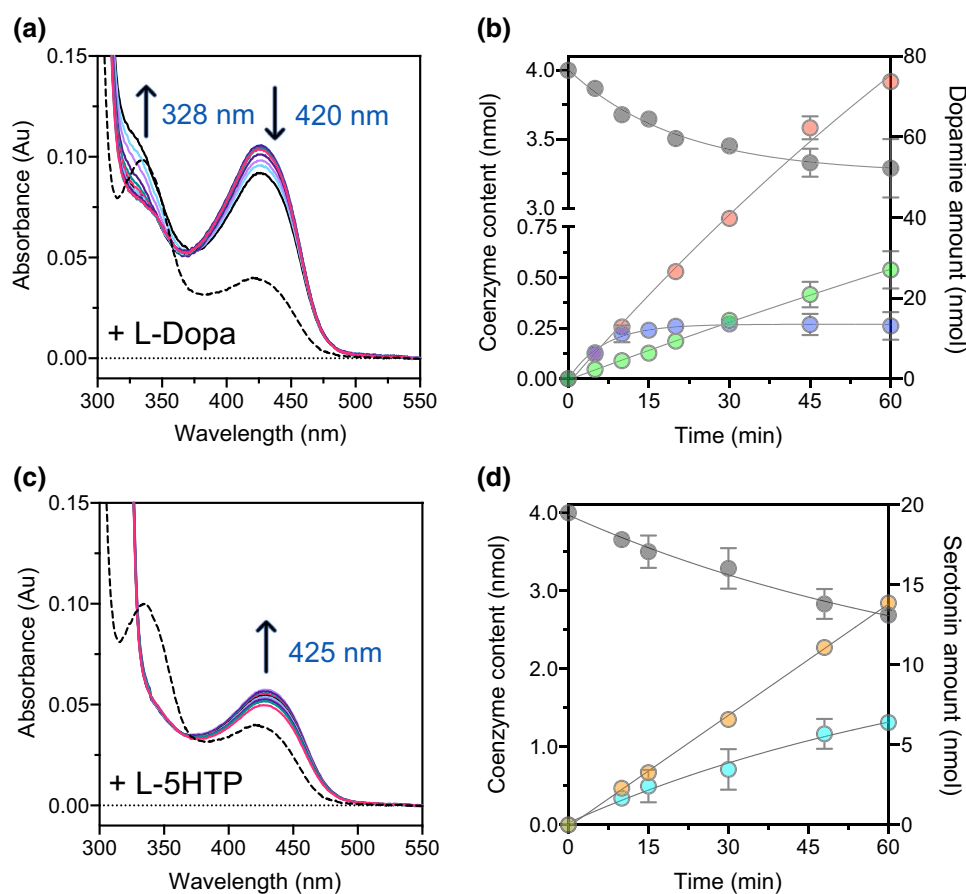 (a)
Absorbance (Au)
0.15
0.10
0.05
0.00
328 nm
420 nm
+ L-Dopa
300 350 400 450 500 550
Wavelength (nm)
(b)
Coenzyme content (nmol)
4.0
3.5
3.0
0.75
0.50
0.25
0.00
80
60
40
20
0
Dopamine amount (nmol)
0 15 30 45 60
Time (min)
(c)
Absorbance (Au)
0.15
0.10
0.05
0.00
425 nm
+ L-5HTP
300 350 400 450 500 550
Wavelength (nm)
(d)
Coenzyme content (nmol)
4.0
3.0
2.0
1.0
0.0
20
15
10
5
0
Serotonin amount (nmol)
0 15 30 45 60
Time (min)